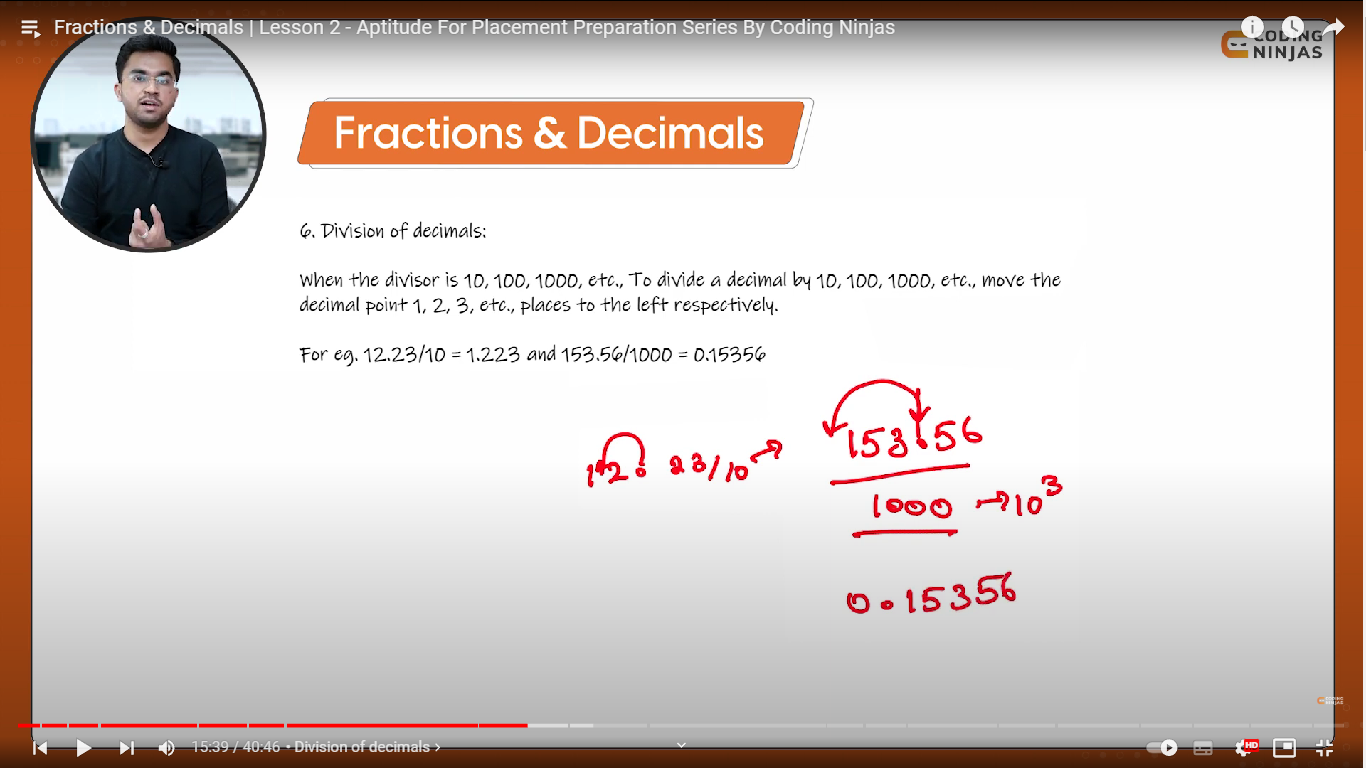 Fractions & Decimals | Lesson 2 - Aptitude For Placement Preparation Series By Coding Ninjas
CODING
NINJAS
Fractions & Decimals
6. Division of decimals:
When the divisor is 10, 100, 1000, etc., To divide a decimal by 10, 100, 1000, etc., move the
decimal point 1, 2, 3, etc., places to the left respectively.
For eg. 12.23/10 = 1.223 and 153.56/1000 = 0.15356
12. 23/10 →
153.56
1000 → 10³
0.15356
CODING
NINJAS
15:39 / 40:46 • Division of decimals ›
HD